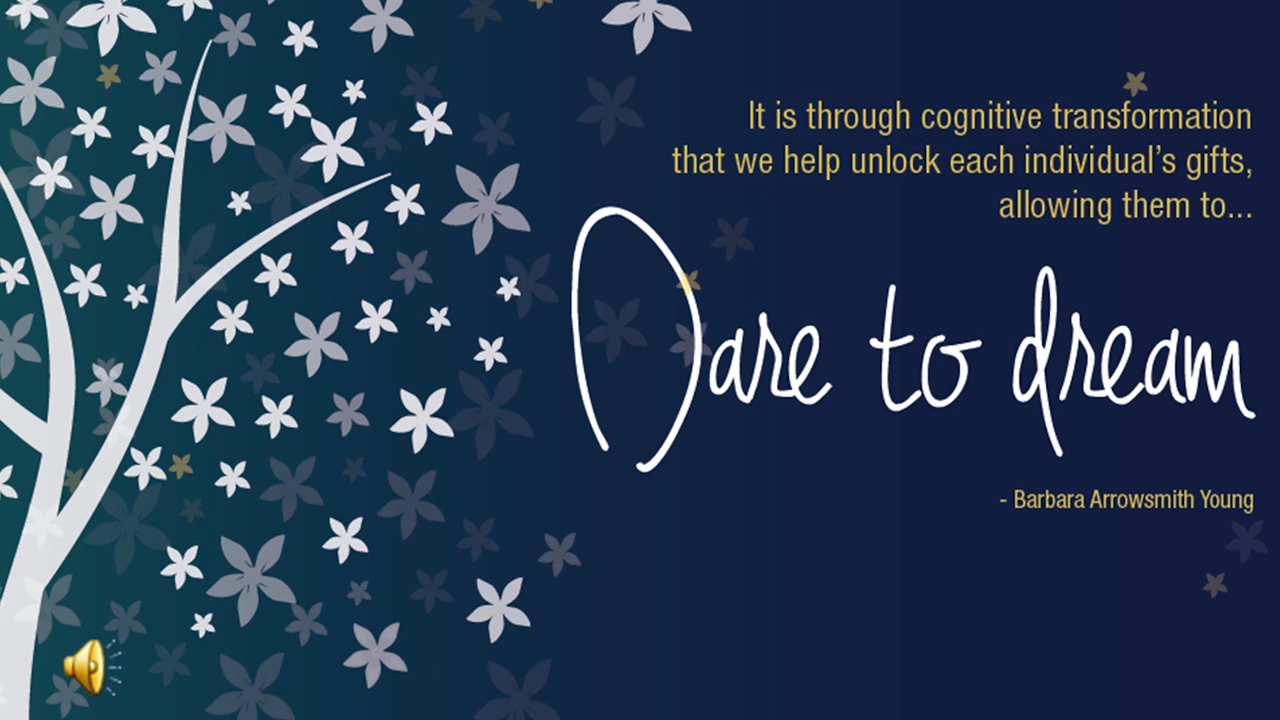 It is through cognitive transformation
that we help unlock each individual’s gifts,
allowing them to...
Dare to dream
- Barbara Arrowsmith Young